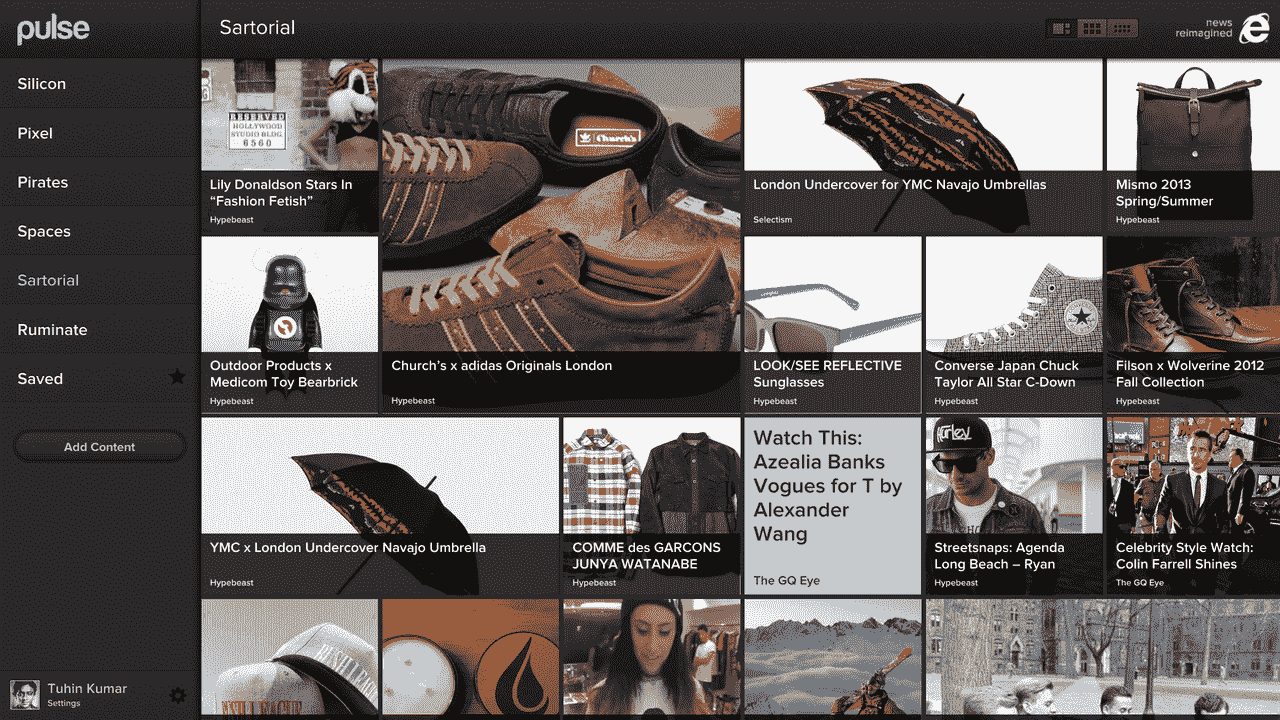 pulse
Sartorial
news
reimagined
Silicon
Pixel
Pirates
Spaces
Sartorial
Ruminate
Saved
Add Content
Tuhin Kumar
Settings
RESERVED
HOLLYWOOD
STUDIO BLDG
6560
Lily Donaldson Stars In
“Fashion Fetish”
Hypebeast
Church's
Church’s x adidas Originals London
Hypebeast
London Undercover for YMC Navajo Umbrellas
Selectism
Mismo 2013
Spring/Summer
Hypebeast
Outdoor Products x
Medicom Toy Bearbrick
Hypebeast
LOOK/SEE REFLECTIVE
Sunglasses
Hypebeast
Converse Japan Chuck
Taylor All Star C-Down
Hypebeast
Filson x Wolverine 2012
Fall Collection
Hypebeast
YMC x London Undercover Navajo Umbrella
Hypebeast
COMME des GARCONS
JUNYA WATANABE
Hypebeast
Watch This:
Azealia Banks
Vogues for T by
Alexander
Wang
The GQ Eye
Hurley
Streetsnaps: Agenda
Long Beach – Ryan
Hypebeast
Celebrity Style Watch:
Colin Farrell Shines
The GQ Eye